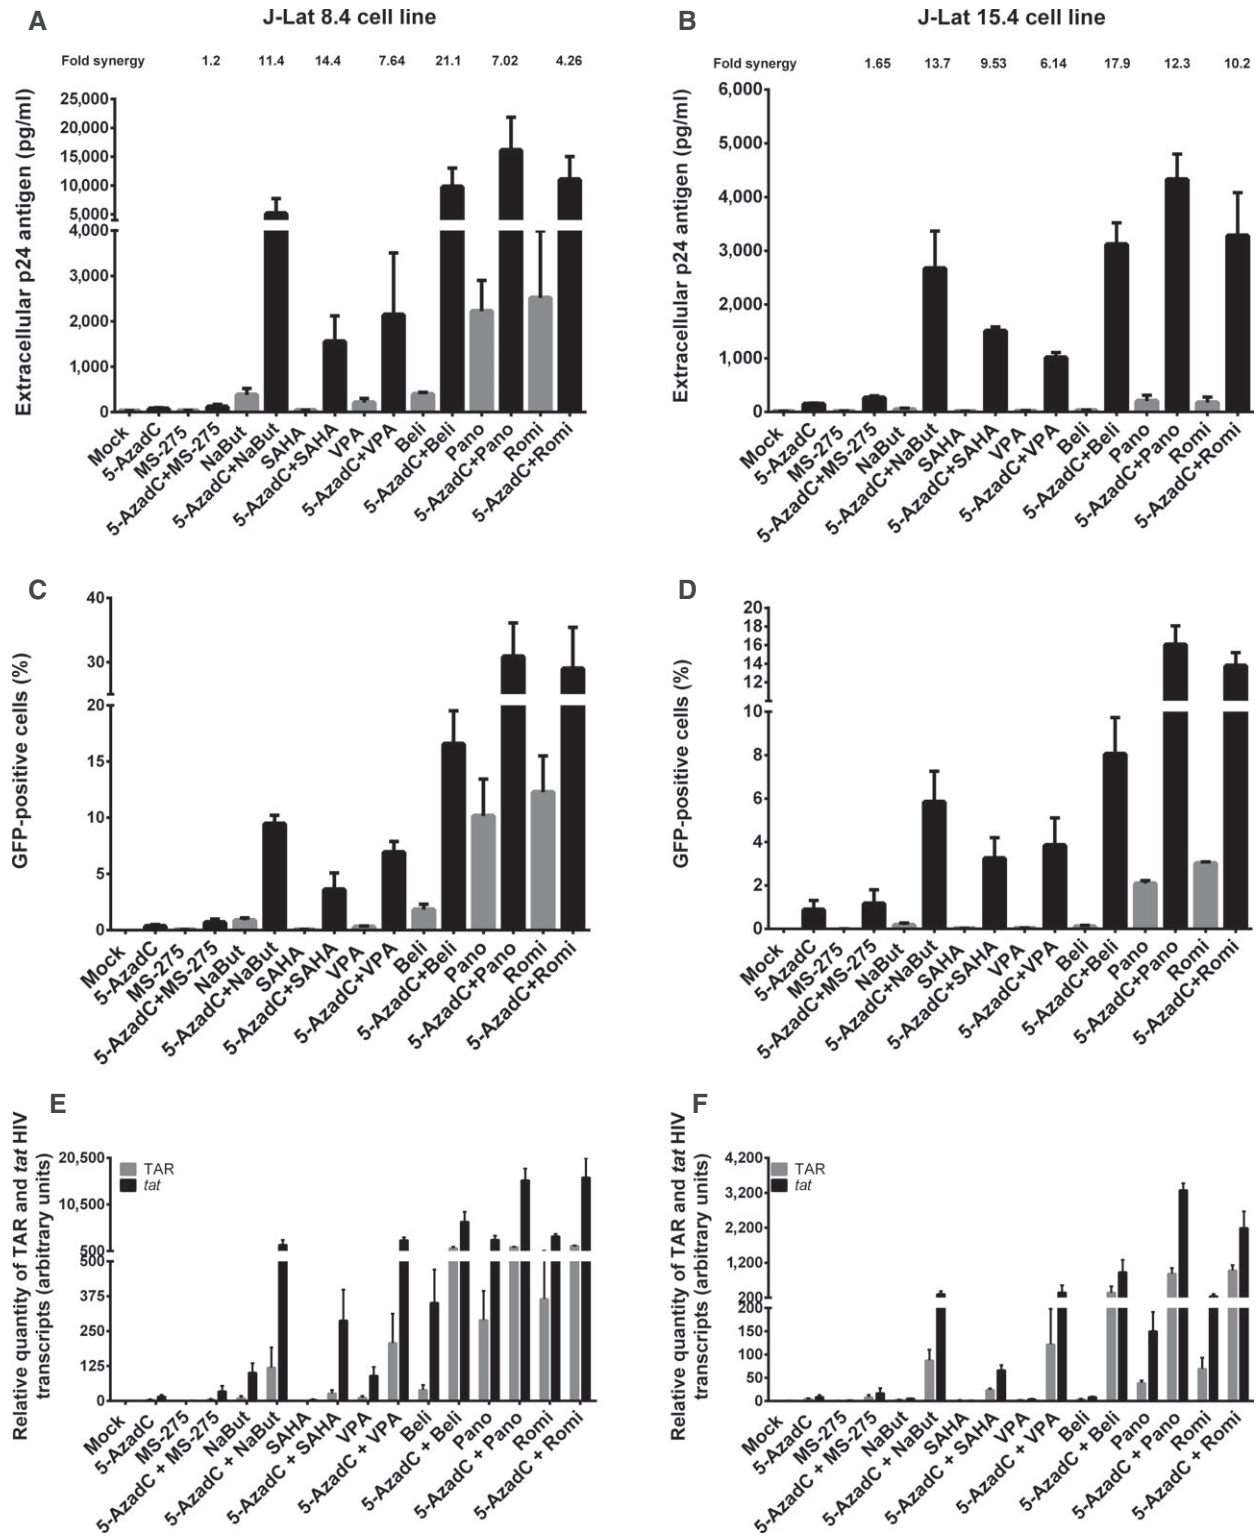 A
J-Lat 8.4 cell line
Fold synergy 1.2 11.4 14.4 7.64 21.1 7.02 4.26
Extracellular p24 antigen (pg/ml)
25,000
20,000
15,000
10,000
5,000
4,000
3,000
2,000
1,000
0
Mock
5-AzadC
MS-275
5-AzadC+MS-275
NaBut
5-AzadC+NaBut
SAHA
5-AzadC+SAHA
VPA
5-AzadC+VPA
Beli
5-AzadC+Beli
Pano
5-AzadC+Pano
Romi
5-AzadC+Romi
B
J-Lat 15.4 cell line
Fold synergy 1.65 13.7 9.53 6.14 17.9 12.3 10.2
Extracellular p24 antigen (pg/ml)
6,000
5,000
4,000
3,000
2,000
1,000
0
Mock
5-AzadC
MS-275
5-AzadC+MS-275
NaBut
5-AzadC+NaBut
SAHA
5-AzadC+SAHA
VPA
5-AzadC+VPA
Beli
5-AzadC+Beli
Pano
5-AzadC+Pano
Romi
5-AzadC+Romi
C
GFP-positive cells (%)
40
30
20
15
10
5
0
Mock
5-AzadC
MS-275
5-AzadC+MS-275
NaBut
5-AzadC+NaBut
SAHA
5-AzadC+SAHA
VPA
5-AzadC+VPA
Beli
5-AzadC+Beli
Pano
5-AzadC+Pano
Romi
5-AzadC+Romi
D
GFP-positive cells (%)
20
18
16
14
12
10
8
6
4
2
0
Mock
5-AzadC
MS-275
5-AzadC+MS-275
NaBut
5-AzadC+NaBut
SAHA
5-AzadC+SAHA
VPA
5-AzadC+VPA
Beli
5-AzadC+Beli
Pano
5-AzadC+Pano
Romi
5-AzadC+Romi
E
Relative quantity of TAR and tat HIV
transcripts (arbitrary units)
TAR
tat
20,500
10,500
500
500
375
250
125
0
Mock
5-AzadC
MS-275
5-AzadC + MS-275
NaBut
5-AzadC + NaBut
SAHA
5-AzadC + SAHA
VPA
5-AzadC + VPA
Beli
5-AzadC + Beli
Pano
5-AzadC + Pano
Romi
5-AzadC + Romi
F
Relative quantity of TAR and tat HIV
transcripts (arbitrary units)
TAR
tat
4,200
3,200
2,200
1,200
200
200
150
100
50
0
Mock
5-AzadC
MS-275
5-AzadC + MS-275
NaBut
5-AzadC + NaBut
SAHA
5-AzadC + SAHA
VPA
5-AzadC + VPA
Beli
5-AzadC + Beli
Pano
5-AzadC + Pano
Romi
5-AzadC + Romi